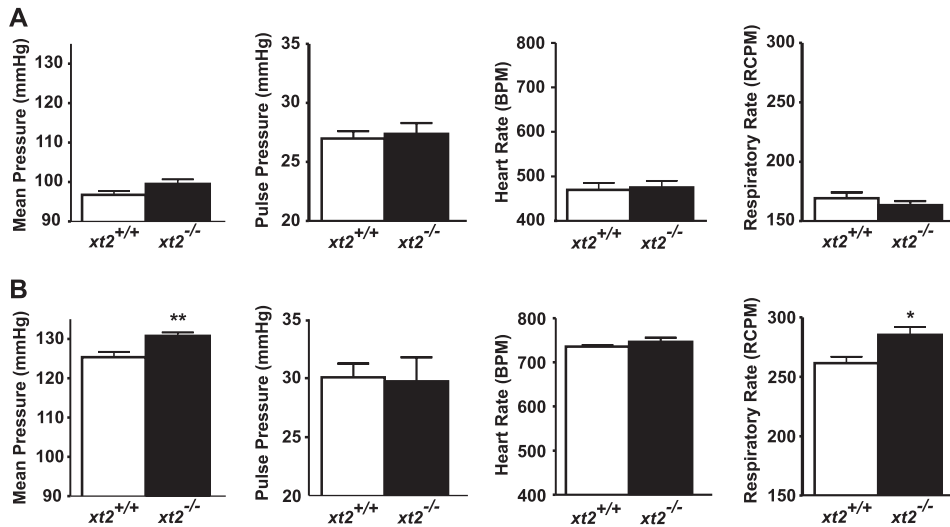 A
Mean Pressure (mmHg)
130
120
110
100
90
xt2+/+ xt2-/-
Pulse Pressure (mmHg)
35
27
26
20
xt2+/+ xt2-/-
Heart Rate (BPM)
800
700
600
500
400
xt2+/+ xt2-/-
Respiratory Rate (RCPM)
300
250
200
150
xt2+/+ xt2-/-
B
Mean Pressure (mmHg)
130
120
110
100
90
**
xt2+/+ xt2-/-
Pulse Pressure (mmHg)
35
30
25
20
xt2+/+ xt2-/-
Heart Rate (BPM)
800
700
600
500
400
xt2+/+ xt2-/-
Respiratory Rate (RCPM)
300
250
200
150
*
xt2+/+ xt2-/-